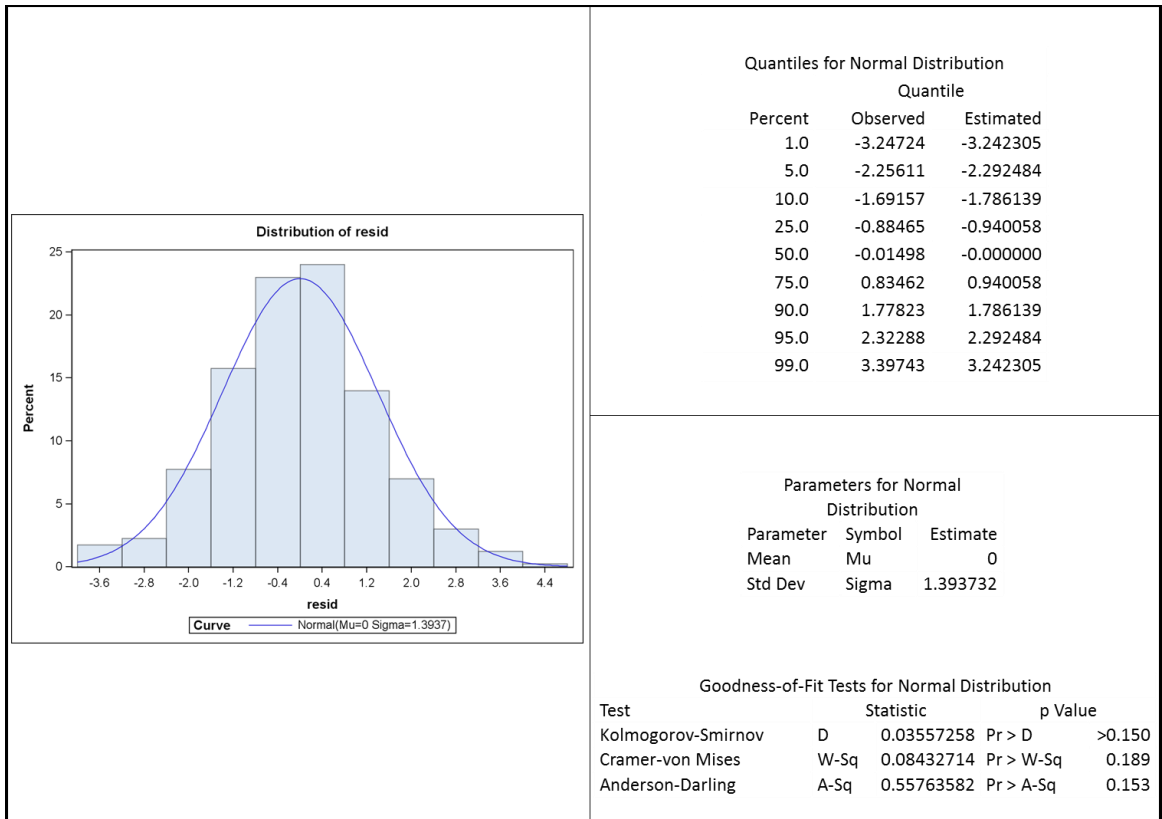 Distribution of resid
25
20
15
10
5
0
Percent
-3.6 -2.8 -2.0 -1.2 -0.4 0.4 1.2 2.0 2.8 3.6 4.4
resid
Curve Normal(Mu=0 Sigma=1.3937)
Quantiles for Normal Distribution
Quantile
Percent Observed Estimated
1.0 -3.24724 -3.242305
5.0 -2.25611 -2.292484
10.0 -1.69157 -1.786139
25.0 -0.88465 -0.940058
50.0 -0.01498 -0.000000
75.0 0.83462 0.940058
90.0 1.77823 1.786139
95.0 2.32288 2.292484
99.0 3.39743 3.242305
Parameters for Normal
Distribution
Parameter Symbol Estimate
Mean Mu 0
Std Dev Sigma 1.393732
Goodness-of-Fit Tests for Normal Distribution
Test Statistic p Value
Kolmogorov-Smirnov D 0.03557258 Pr > D >0.150
Cramer-von Mises W-Sq 0.08432714 Pr > W-Sq 0.189
Anderson-Darling A-Sq 0.55763582 Pr > A-Sq 0.153